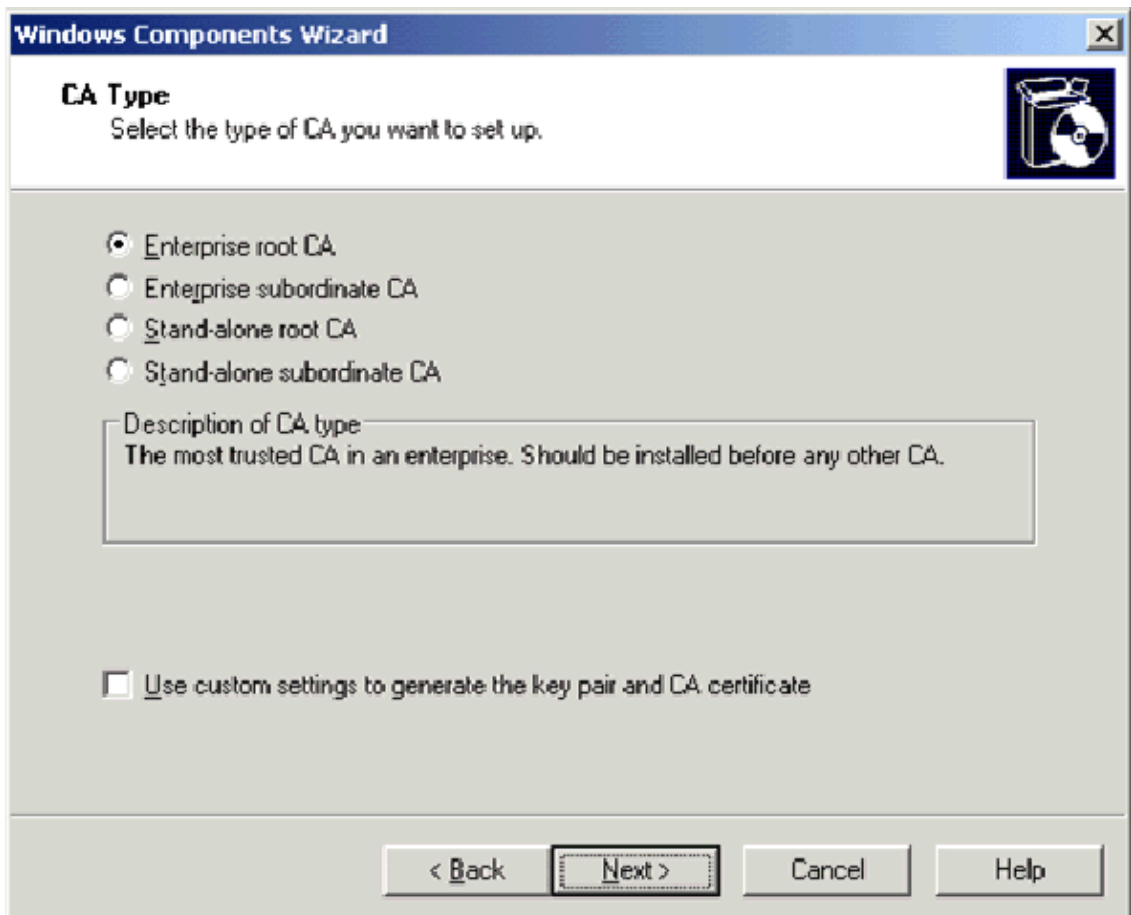 Windows Components Wizard
CA Type
Select the type of CA you want to set up.
Enterprise root CA
Enterprise subordinate CA
Stand-alone root CA
Stand-alone subordinate CA
Description of CA type
The most trusted CA in an enterprise. Should be installed before any other CA.
Use custom settings to generate the key pair and CA certificate
< Back Next > Cancel Help